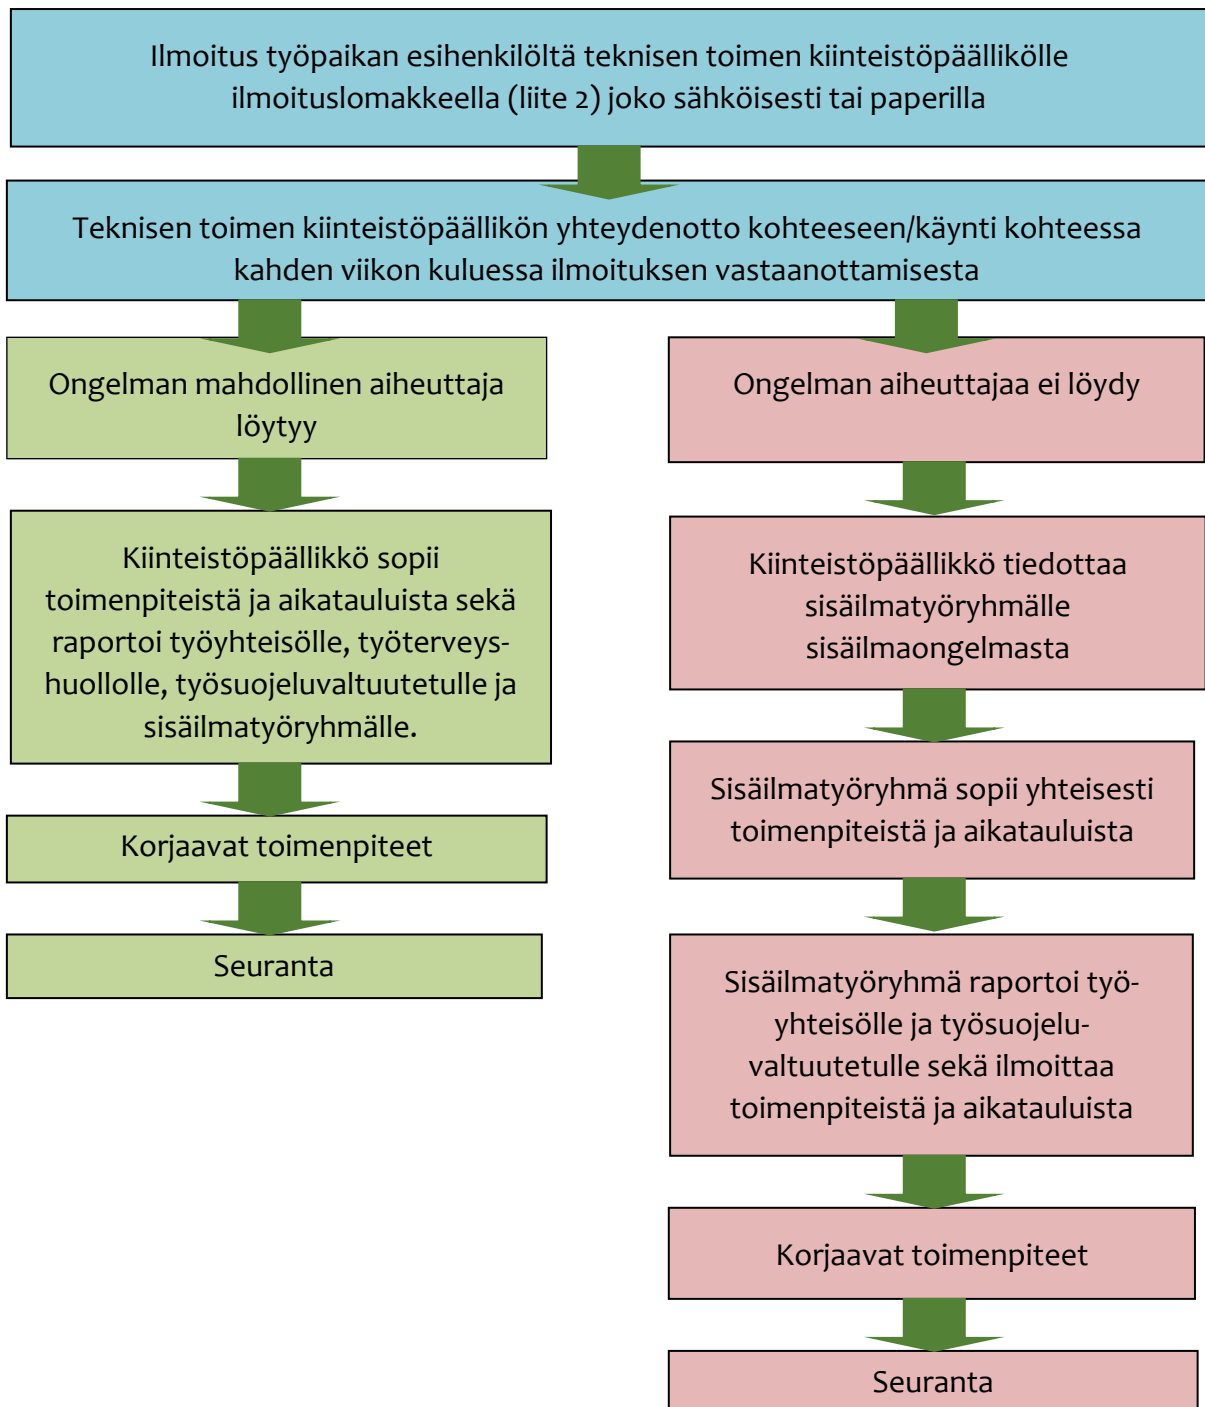 Ilmoitus työpaikan esihenkilöltä teknisen toimen kiinteistöpäällikölle
ilmoituslomakkeella (liite 2) joko sähköisesti tai paperilla
Teknisen toimen kiinteistöpäällikön yhteydenotto kohteeseen/käynti kohteessa
kahden viikon kuluessa ilmoituksen vastaanottamisesta
Ongelman mahdollinen aiheuttaja
löytyy
Kiinteistöpäällikkö sopii
toimenpiteistä ja aikatauluista sekä
raportoi työyhteisölle, työterveys-
huollolle, työsuojeluvaltuutetulle ja
sisäilmatyöryhmälle.
Korjaavat toimenpiteet
Seuranta
Ongelman aiheuttajaa ei löydy
Kiinteistöpäällikkö tiedottaa
sisäilmatyöryhmälle
sisäilmaongelmasta
Sisäilmatyöryhmä sopii yhteisesti
toimenpiteistä ja aikatauluista
Sisäilmatyöryhmä raportoi työ-
yhteisölle ja työsuojelu-
valtuutetulle sekä ilmoittaa
toimenpiteistä ja aikatauluista
Korjaavat toimenpiteet
Seuranta